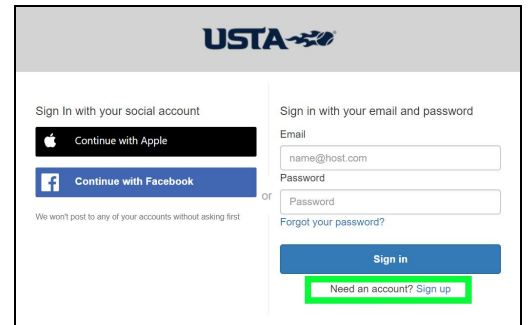 USTA
Sign In with your social account
Continue with Apple
Continue with Facebook
We won't post to any of your accounts without asking first
or
Sign in with your email and password
Email
name@host.com
Password
Password
Forgot your password?
Sign in
Need an account? Sign up